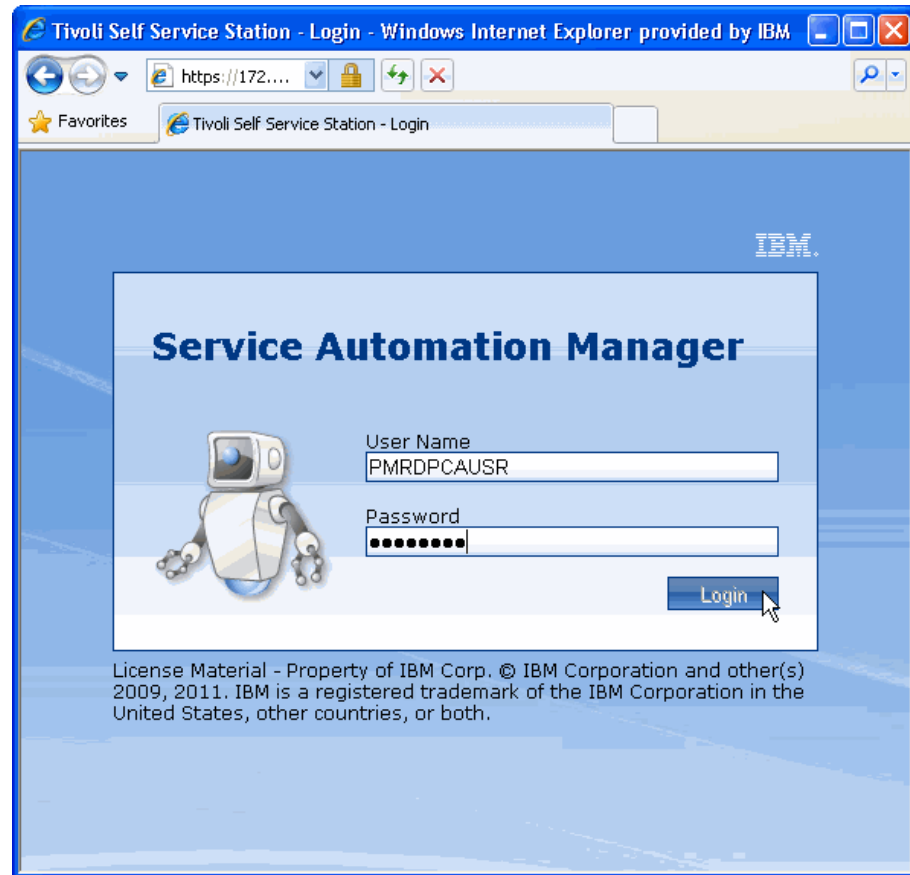 Tivoli Self Service Station - Login - Windows Internet Explorer provided by IBM
https://172....
Favorites
Tivoli Self Service Station - Login
IBM.
Service Automation Manager
User Name
PMRDPCAUSR
Password
Login
License Material - Property of IBM Corp. © IBM Corporation and other(s)
2009, 2011. IBM is a registered trademark of the IBM Corporation in the
United States, other countries, or both.